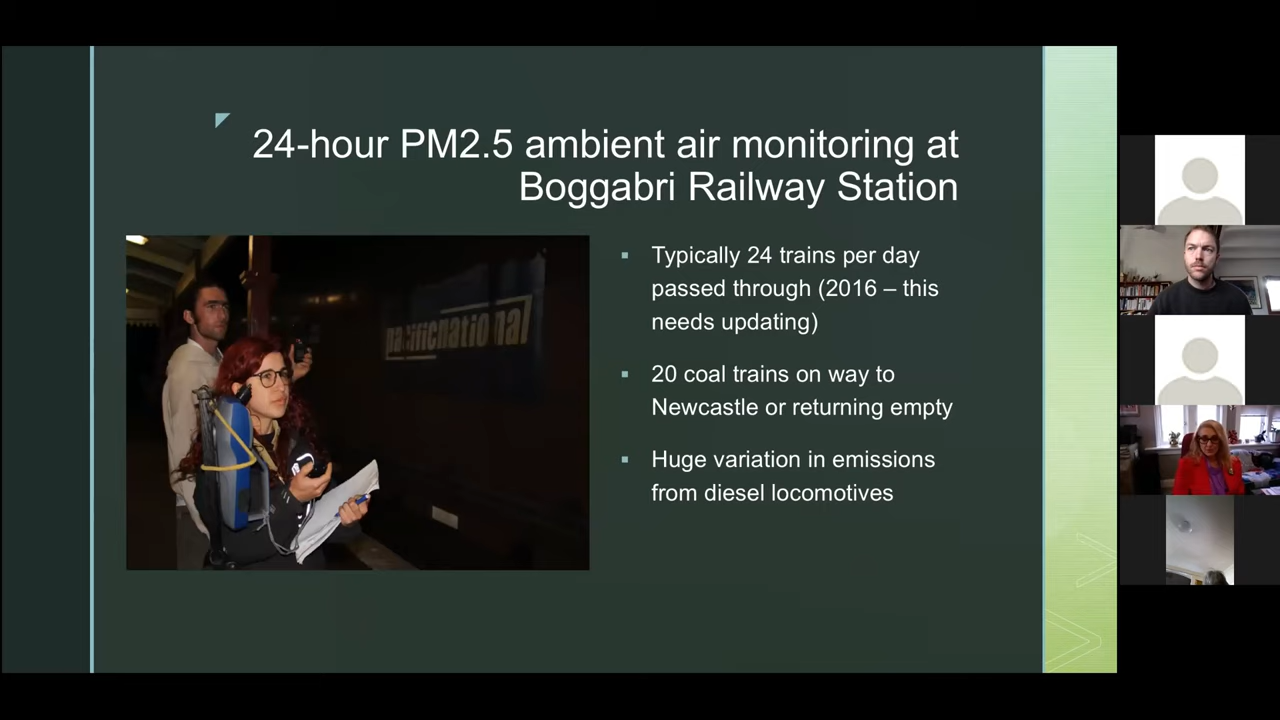 24-hour PM2.5 ambient air monitoring at
Boggabri Railway Station
pacificnational
Typically 24 trains per day
passed through (2016 – this
needs updating)
20 coal trains on way to
Newcastle or returning empty
Huge variation in emissions
from diesel locomotives